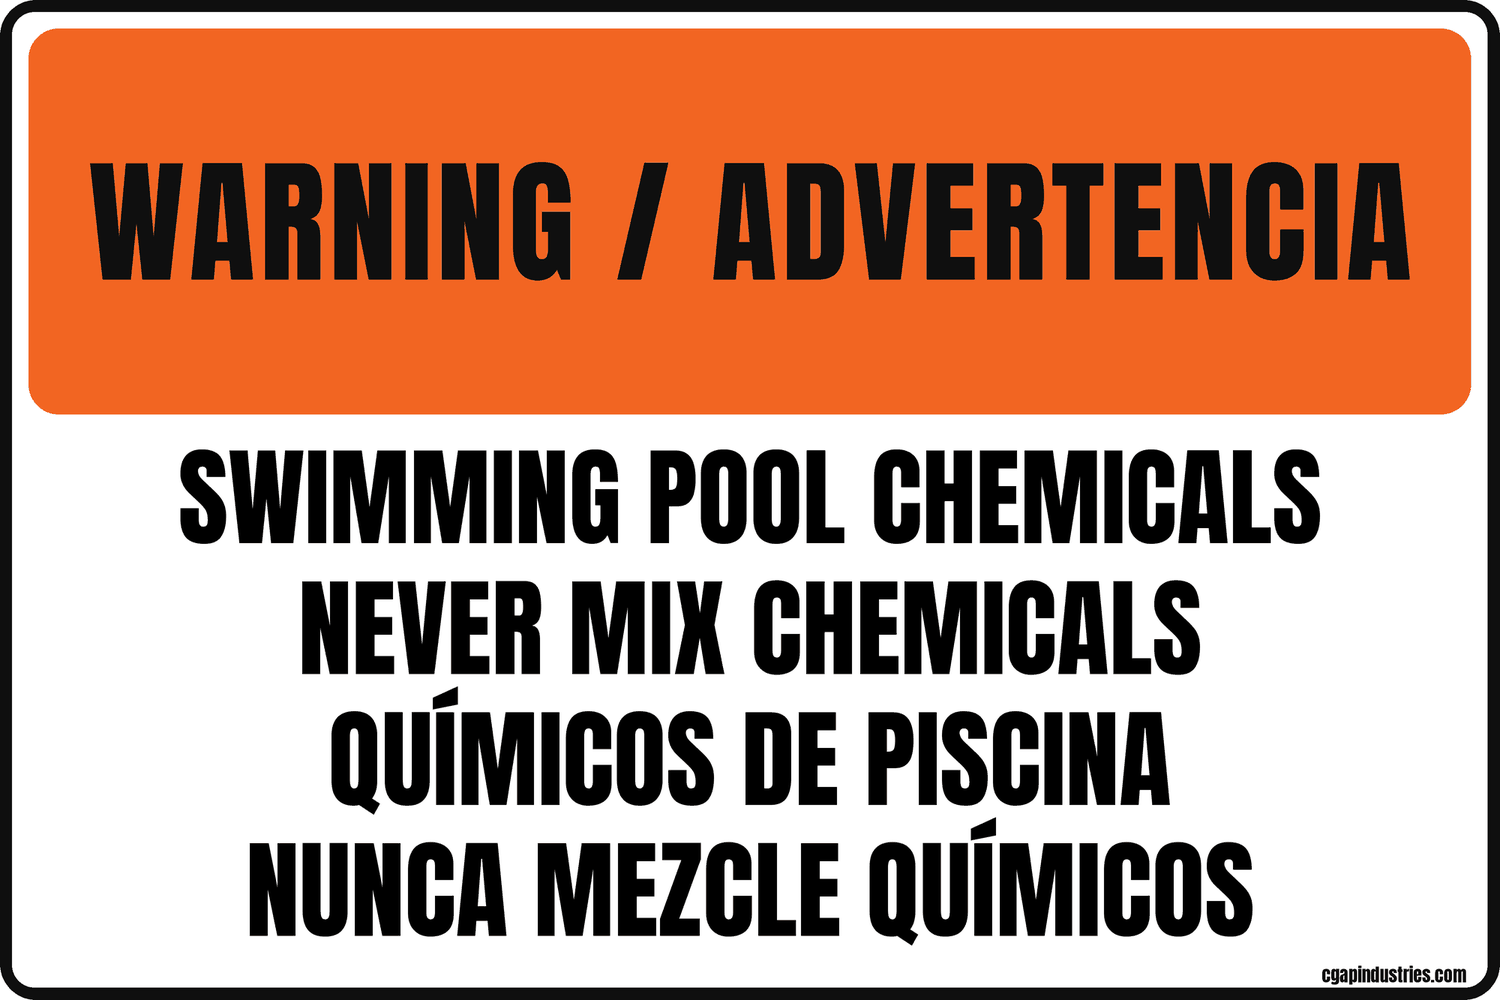 WARNING / ADVERTENCIA
SWIMMING POOL CHEMICALS
NEVER MIX CHEMICALS
QUÍMICOS DE PISCINA
NUNCA MEZCLE QUÍMICOS
cgapindustries.com